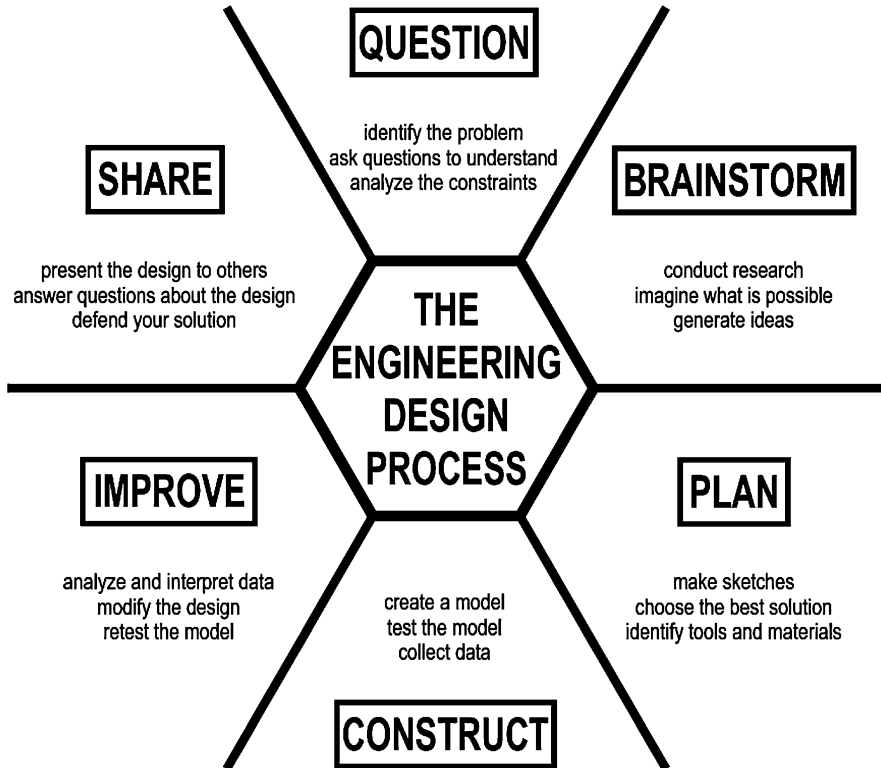 QUESTION
identify the problem
ask questions to understand
analyze the constraints
BRAINSTORM
conduct research
imagine what is possible
generate ideas
PLAN
make sketches
choose the best solution
identify tools and materials
create a model
test the model
collect data
CONSTRUCT
IMPROVE
analyze and interpret data
modify the design
retest the model
SHARE
present the design to others
answer questions about the design
defend your solution
THE
ENGINEERING
DESIGN
PROCESS